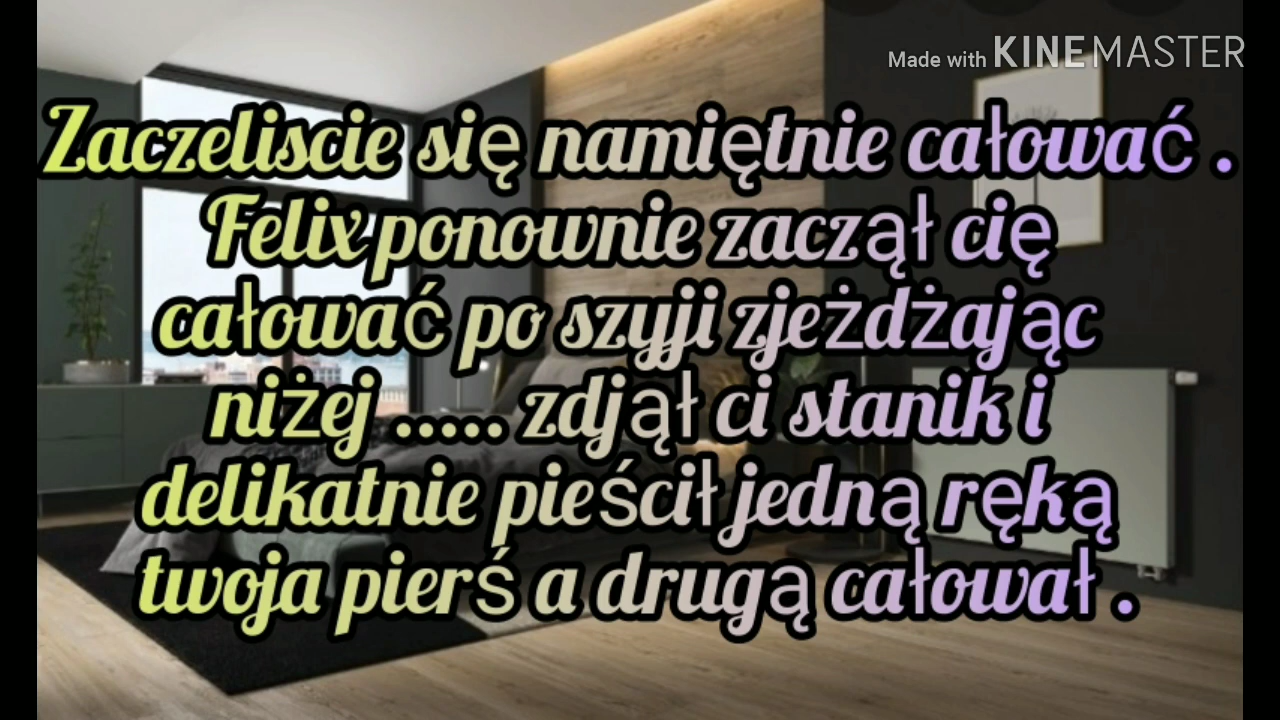 Made with KINEMASTER
Zaczeliscie się namiętnie całować .
Felix ponownie zaczął cię
całować po szyji zjeżdżając
niżej ..... zdjął ci stanik i
delikatnie pieścił jedną ręką
twoja pierś a drugą całował .